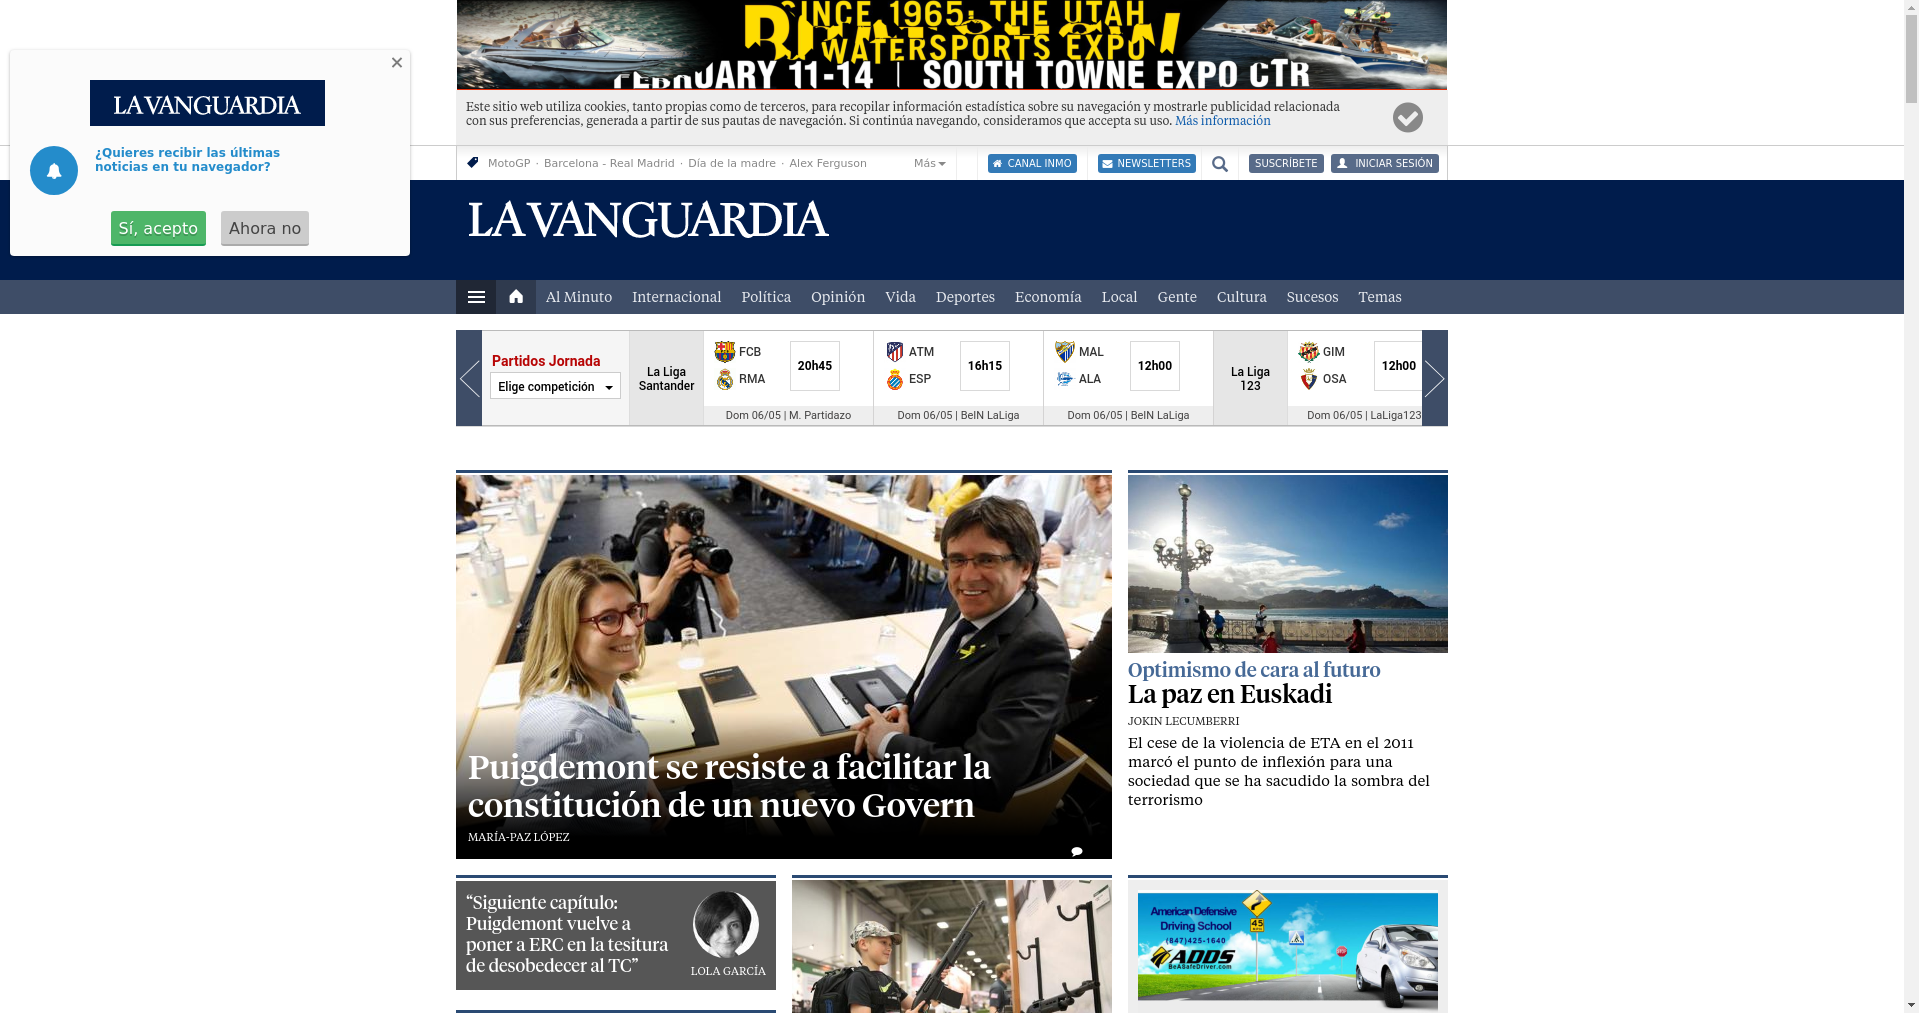 SINCE 1965: THE UTAH
WATERSPORTS EXPO
FEBRUARY 11-14 | SOUTH TOWNE EXPO CTR
Este sitio web utiliza cookies, tanto propias como de terceros, para recopilar información estadística sobre su navegación y mostrarle publicidad relacionada
con sus preferencias, generada a partir de sus pautas de navegación. Si continúa navegando, consideramos que acepta su uso. Más información
LA VANGUARDIA
¿Quieres recibir las últimas
noticias en tu navegador?
Sí, acepto
Ahora no
MotoGP · Barcelona - Real Madrid · Día de la madre · Alex Ferguson
Más
CANAL INMO
NEWSLETTERS
SUSCRÍBETE
INICIAR SESIÓN
LA VANGUARDIA
Al Minuto Internacional Política Opinión Vida Deportes Economía Local Gente Cultura Sucesos Temas
Partidos Jornada
Elige competición
La Liga
Santander
FCB
RMA
20h45
Dom 06/05 | M. Partidazo
ATM
ESP
16h15
Dom 06/05 | BeIN LaLiga
MAL
ALA
12h00
Dom 06/05 | BeIN LaLiga
La Liga
123
GIM
OSA
12h00
Dom 06/05 | LaLiga123
Puigdemont se resiste a facilitar la
constitución de un nuevo Govern
MARÍA-PAZ LÓPEZ
Optimismo de cara al futuro
La paz en Euskadi
JOKIN LECUMBERRI
El cese de la violencia de ETA en el 2011
marcó el punto de inflexión para una
sociedad que se ha sacudido la sombra del
terrorismo
“Siguiente capítulo:
Puigdemont vuelve a
poner a ERC en la tesitura
de desobedecer al TC”
LOLA GARCÍA
American Defensive
Driving School
(847)425-1640
ADDS
BeASafeDriver.com
45